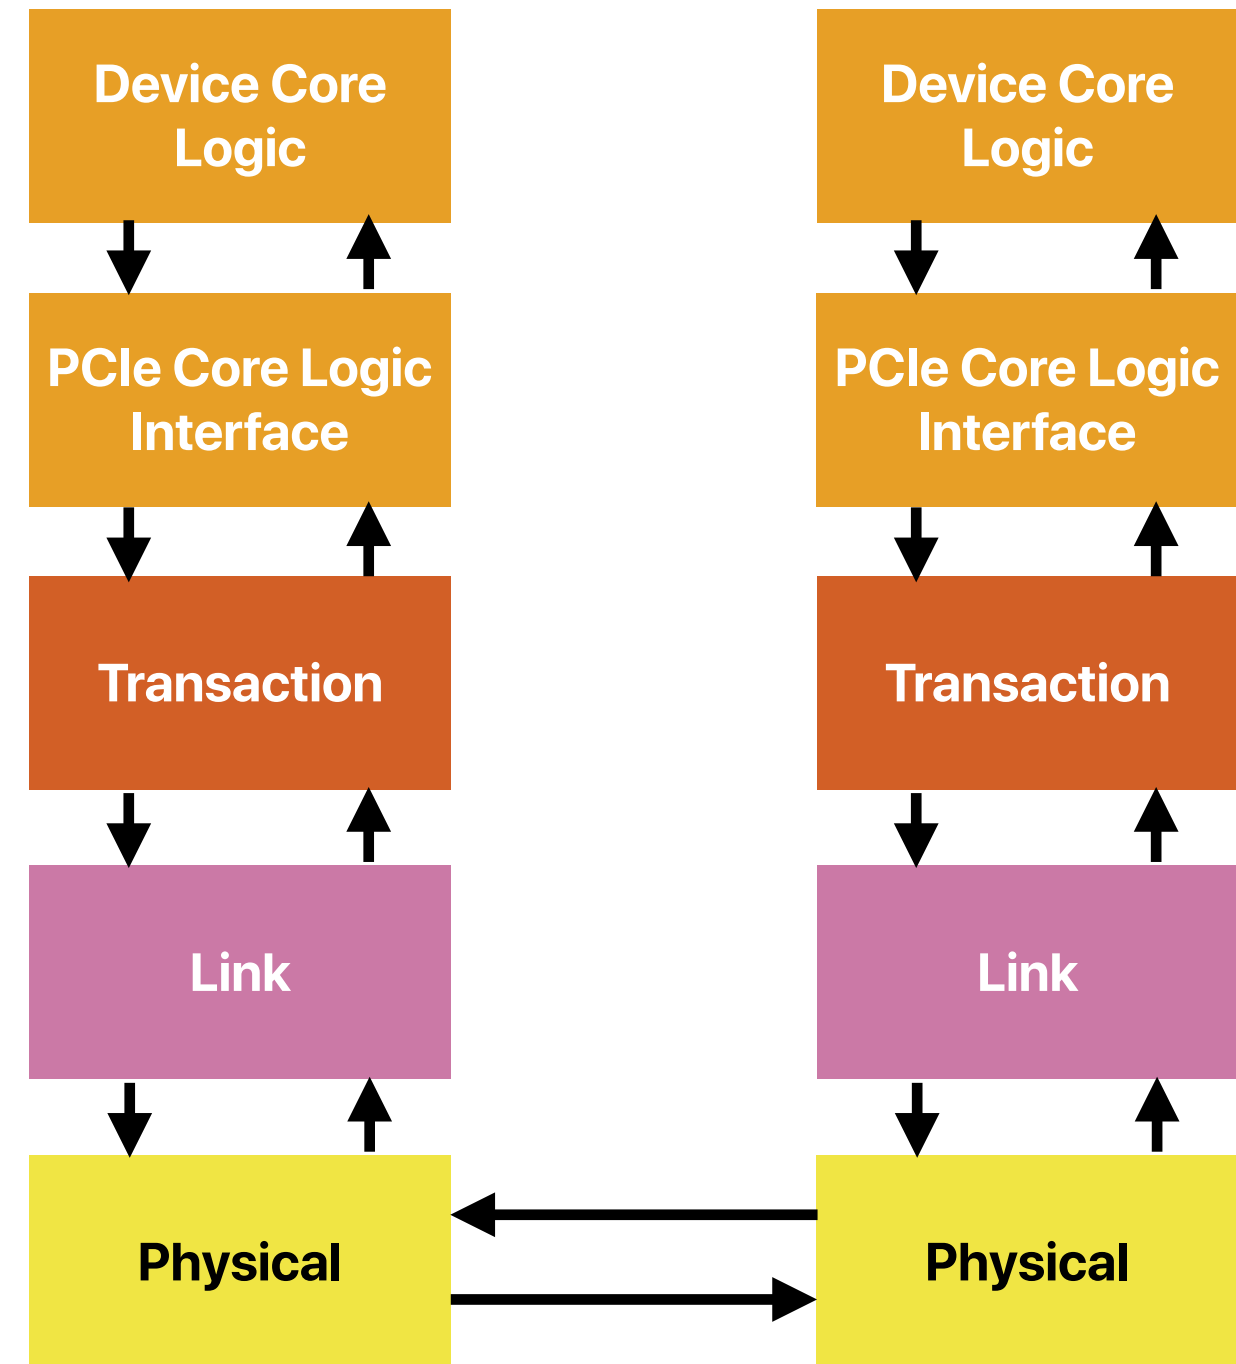 Device Core
Logic
PCIe Core Logic
Interface
Transaction
Link
Physical
Device Core
Logic
PCIe Core Logic
Interface
Transaction
Link
Physical